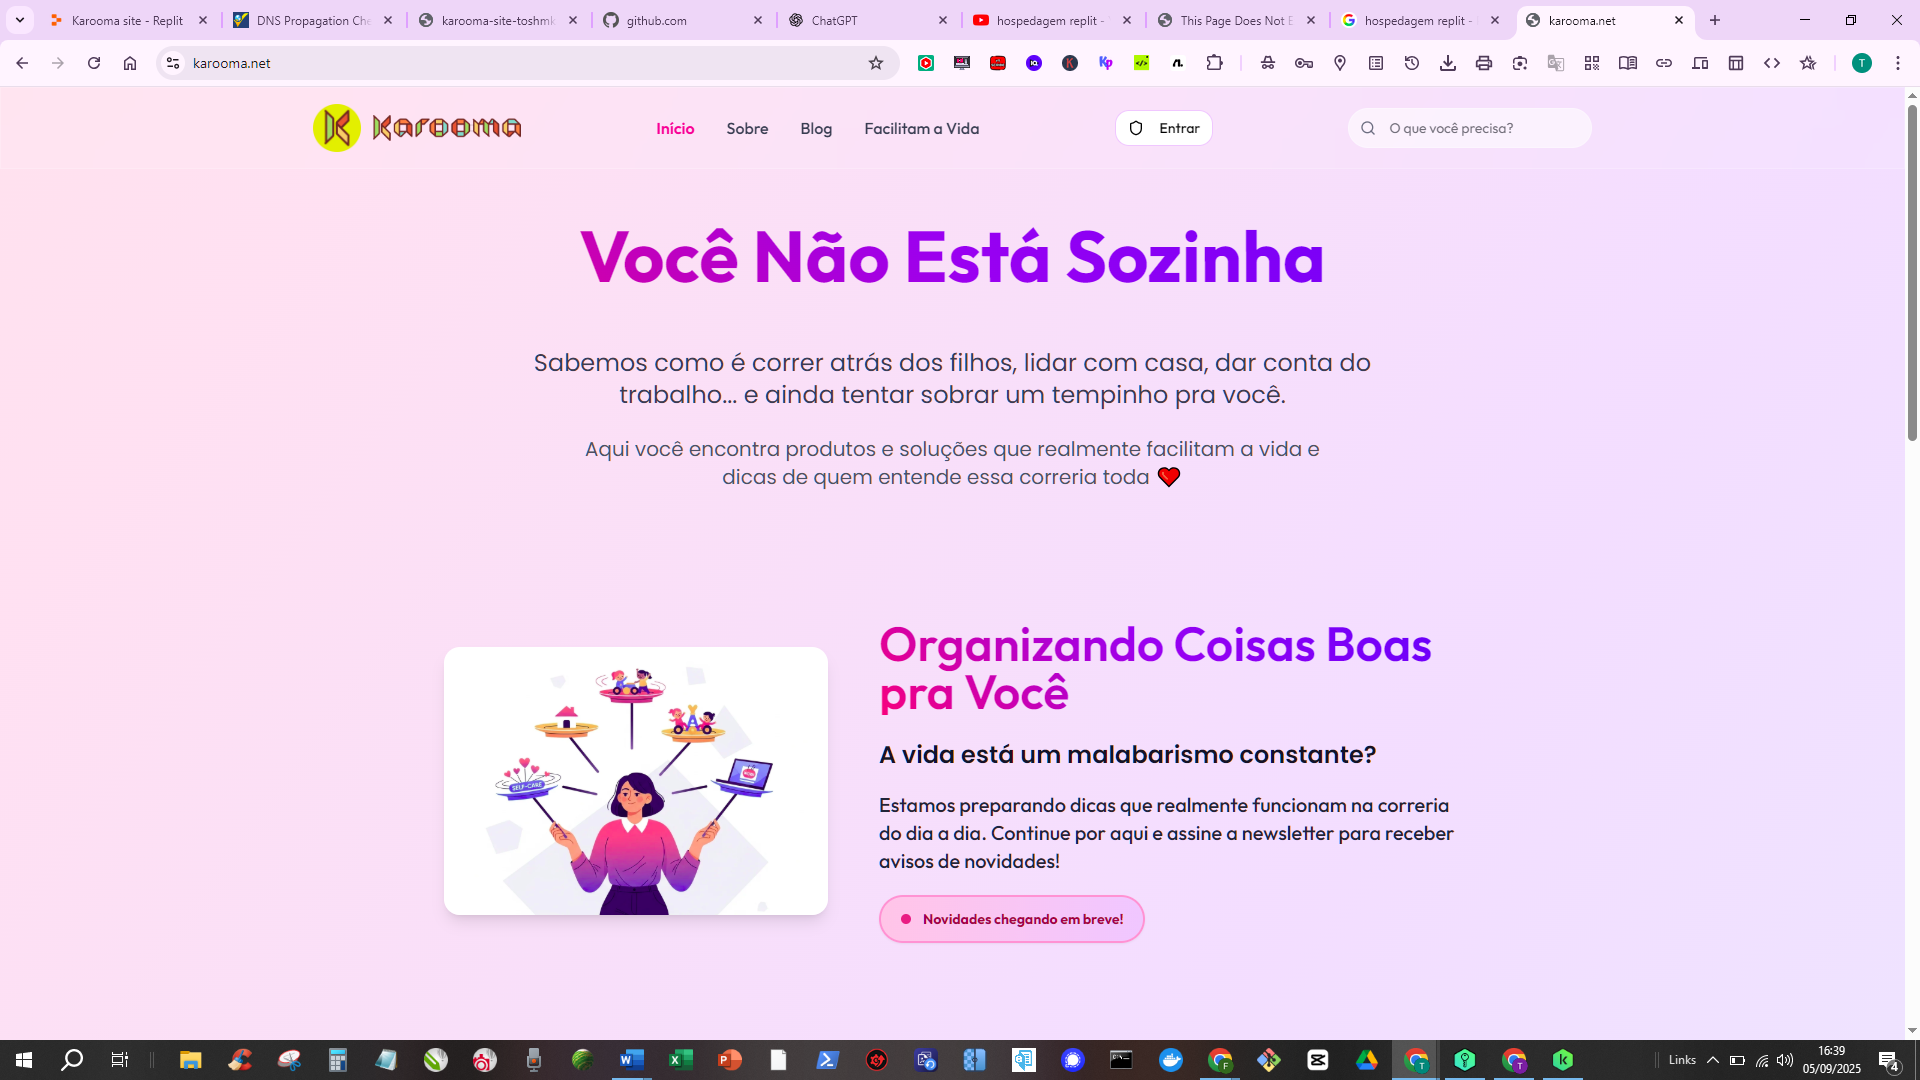 Karooma site - Replit
DNS Propagation Che
karooma-site-toshmk
github.com
ChatGPT
hospedagem replit -
This Page Does Not E
hospedagem replit -
karooma.net
karooma.net
T
Karooma
Início
Sobre
Blog
Facilitam a Vida
Entrar
O que você precisa?
Você Não Está Sozinha
Sabemos como é correr atrás dos filhos, lidar com casa, dar conta do
trabalho... e ainda tentar sobrar um tempinho pra você.
Aqui você encontra produtos e soluções que realmente facilitam a vida e
dicas de quem entende essa correria toda ❤️
SELF-CARE
Organizando Coisas Boas
pra Você
A vida está um malabarismo constante?
Estamos preparando dicas que realmente funcionam na correria
do dia a dia. Continue por aqui e assine a newsletter para receber
avisos de novidades!
Novidades chegando em breve!
Links
16:39
05/09/2025
4